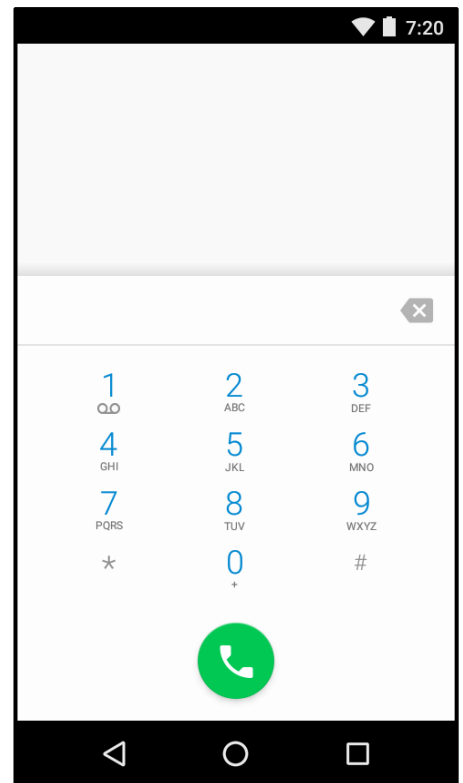 7:20
1 2 3
ABC DEF
4 5 6
GHI JKL MNO
7 8 9
PQRS TUV WXYZ
* 0 #
+